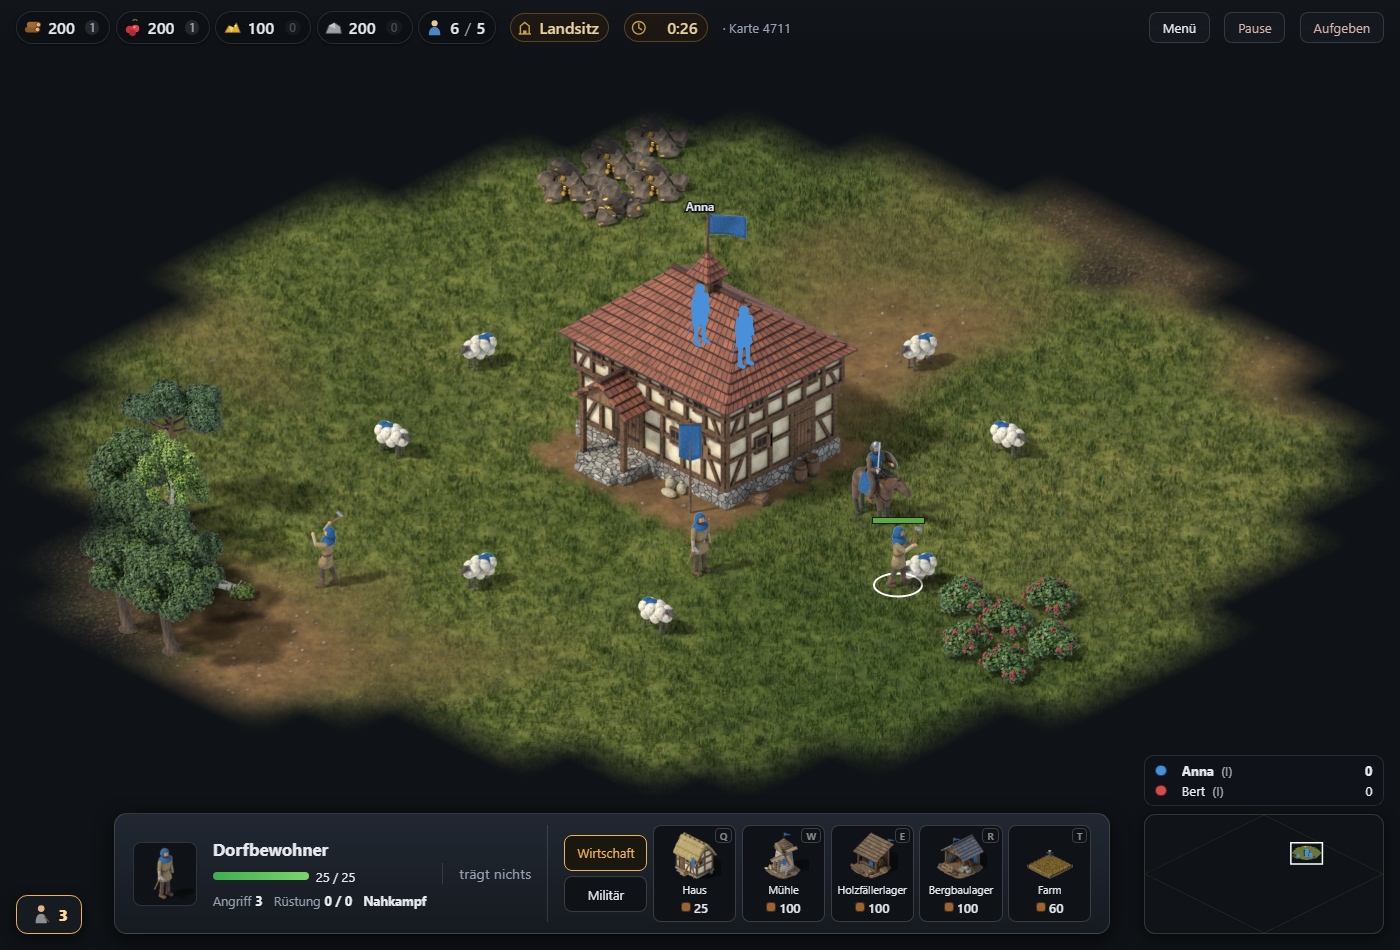 200 1 200 1 100 0 200 0 6 / 5 Landsitz 0:26 · Karte 4711 Menü Pause Aufgeben
Anna
Anna (I) 0
Bert (I) 0
Dorfbewohner
25 / 25
Angriff 3 Rüstung 0 / 0 Nahkampf
trägt nichts
Wirtschaft
Militär
Q W E R T
Haus Mühle Holzfällerlager Bergbaulager Farm
25 100 100 100 60
3